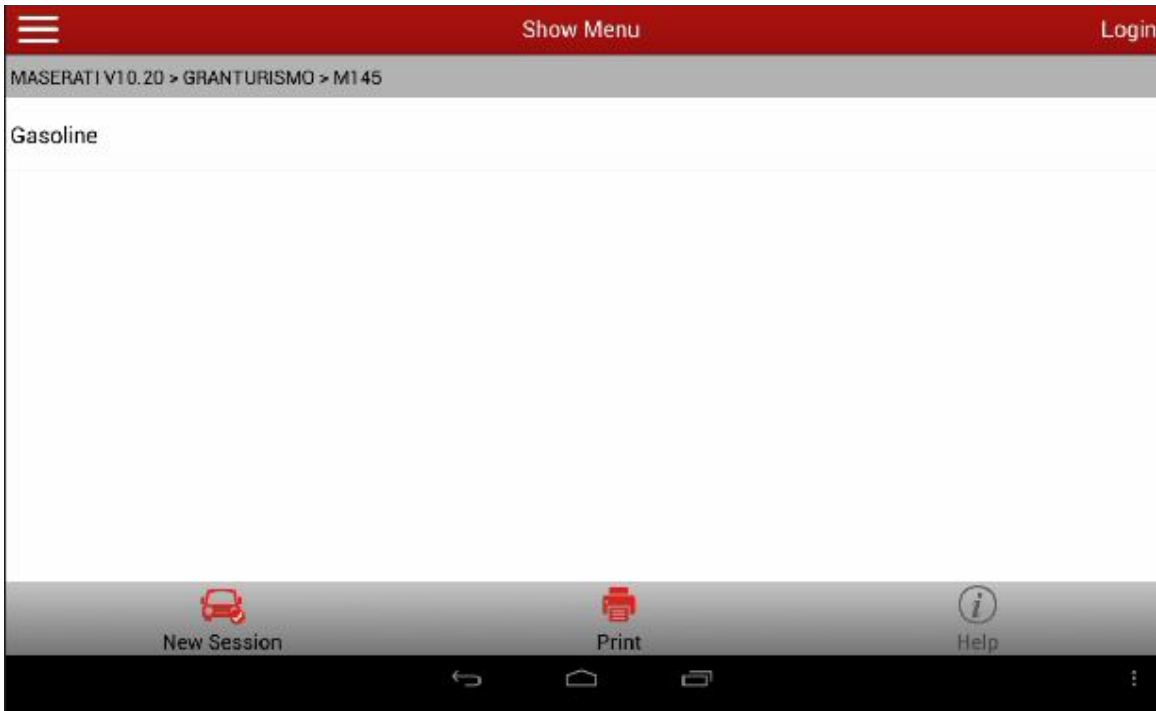 Show Menu
Login
MASERATI V10.20 > GRANTURISMO > M145
Gasoline
New Session
Print
i
Help